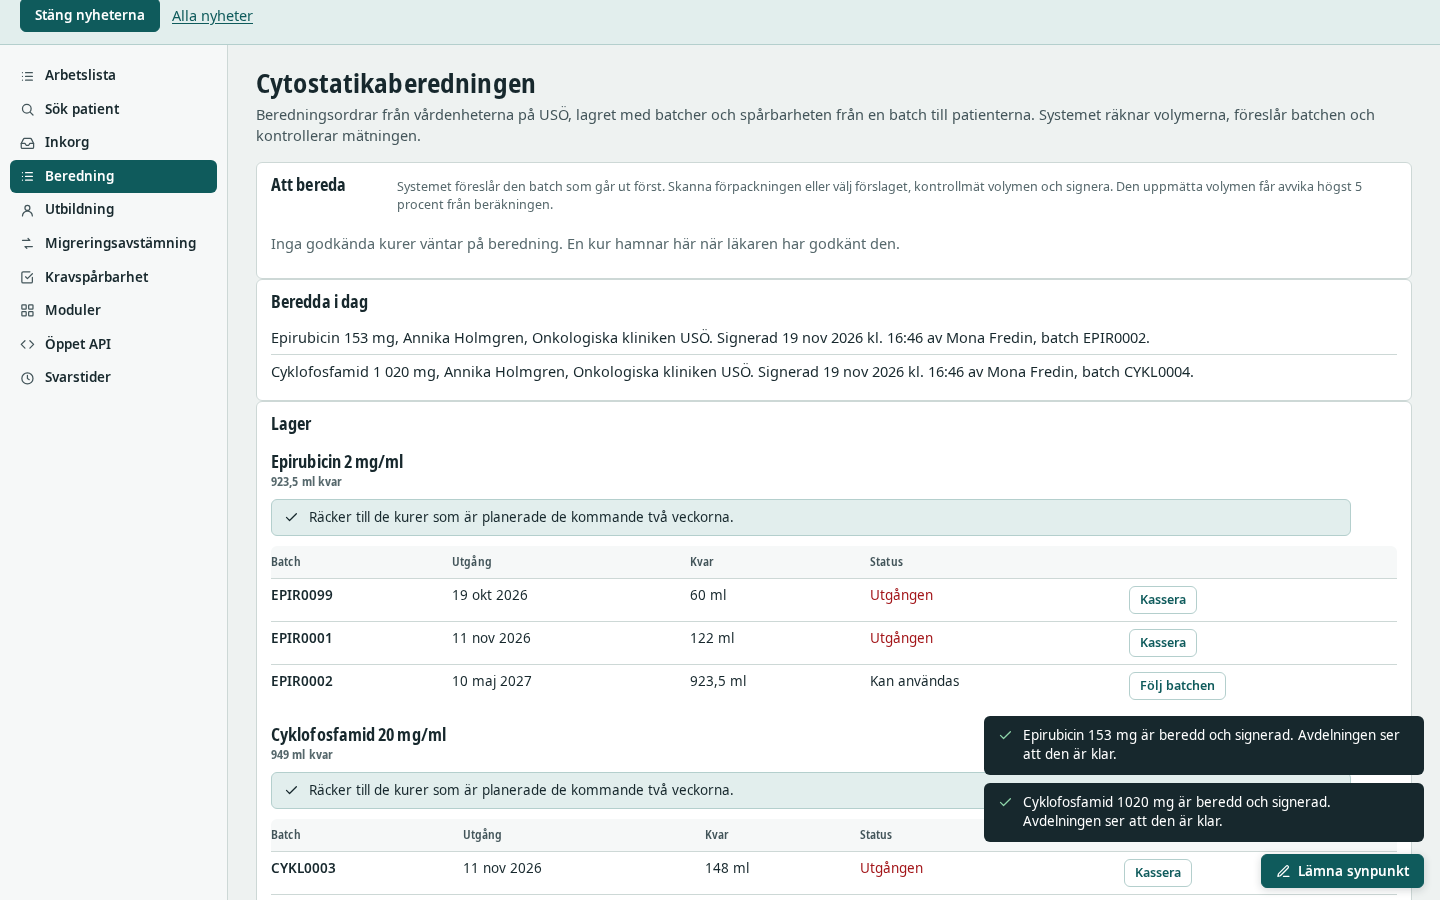 Stäng nyheterna
Alla nyheter
Arbetslista
Sök patient
Inkorg
Beredning
Utbildning
Migreringsavstämning
Kravspårbarhet
Moduler
Öppet API
Svarstider
Cytostatikaberedningen
Beredningsordrar från vårdenheterna på USÖ, lagret med batcher och spårbarheten från en batch till patienterna. Systemet räknar volymerna, föreslår batchen och
kontrollerar mätningen.
Att bereda
Systemet föreslår den batch som går ut först. Skanna förpackningen eller välj förslaget, kontrollmät volymen och signera. Den uppmätta volymen får avvika högst 5
procent från beräkningen.
Inga godkända kurer väntar på beredning. En kur hamnar här när läkaren har godkänt den.
Beredda i dag
Epirubicin 153 mg, Annika Holmgren, Onkologiska kliniken USÖ. Signerad 19 nov 2026 kl. 16:46 av Mona Fredin, batch EPIR0002.
Cyklofosfamid 1 020 mg, Annika Holmgren, Onkologiska kliniken USÖ. Signerad 19 nov 2026 kl. 16:46 av Mona Fredin, batch CYKL0004.
Lager
Epirubicin 2 mg/ml
923,5 ml kvar
Räcker till de kurer som är planerade de kommande två veckorna.
Batch Utgång Kvar Status
EPIR0099 19 okt 2026 60 ml Utgången Kassera
EPIR0001 11 nov 2026 122 ml Utgången Kassera
EPIR0002 10 maj 2027 923,5 ml Kan användas Följ batchen
Cyklofosfamid 20 mg/ml
949 ml kvar
Räcker till de kurer som är planerade de kommande två veckorna.
Batch Utgång Kvar Status
CYKL0003 11 nov 2026 148 ml Utgången Kassera
Epirubicin 153 mg är beredd och signerad. Avdelningen ser
att den är klar.
Cyklofosfamid 1020 mg är beredd och signerad.
Avdelningen ser att den är klar.
Lämna synpunkt